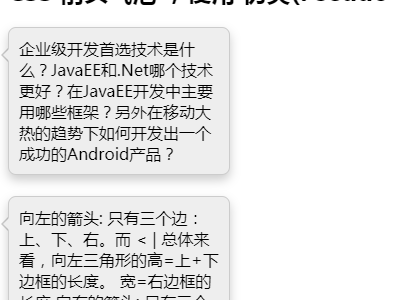 企业级开发首选技术是什
么？JavaEE和.Net哪个技术
更好？在JavaEE开发中主要
用哪些框架？另外在移动大
热的趋势下如何开发出一个
成功的Android产品？
向左的箭头: 只有三个边：
上、下、右。而 < | 总体来
看，向左三角形的高=上+下
边框的长度。 宽=右边框的